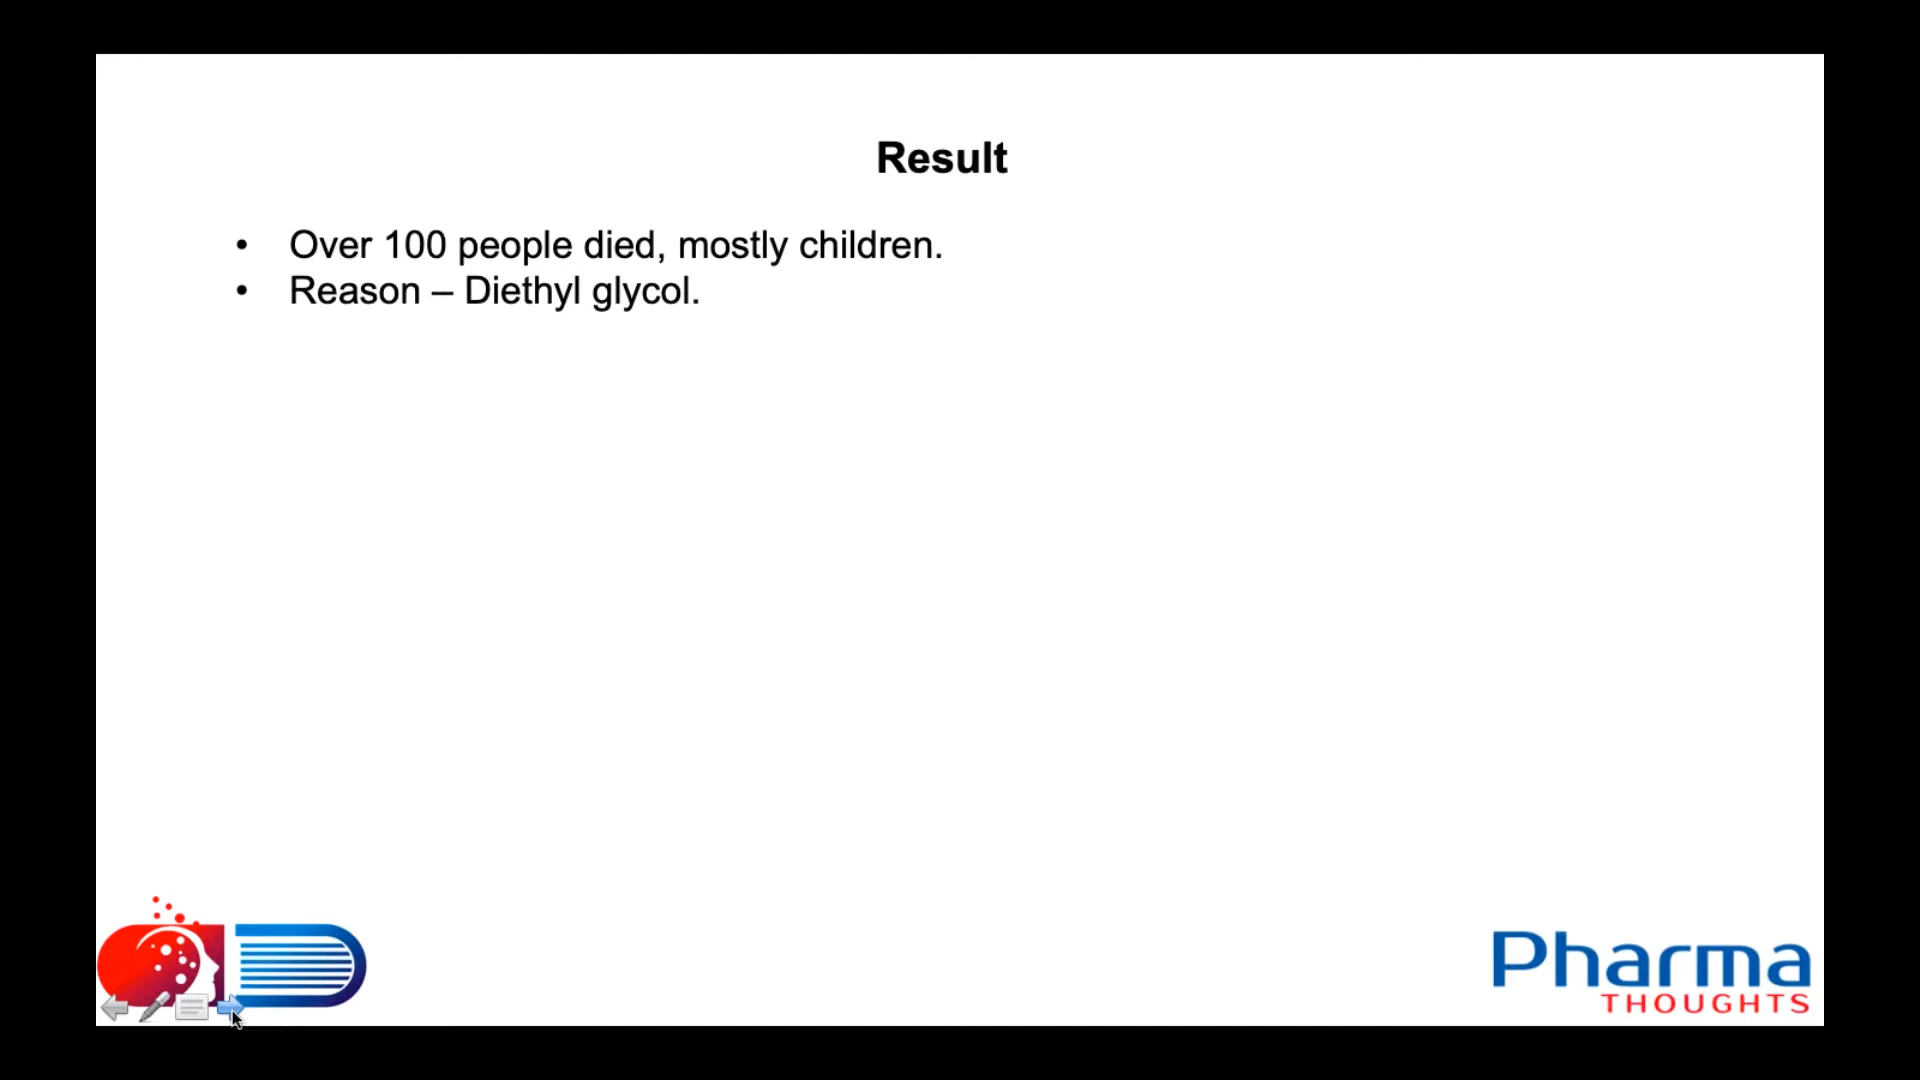 Result
• Over 100 people died, mostly children.
• Reason – Diethyl glycol.
Pharma
THOUGHTS